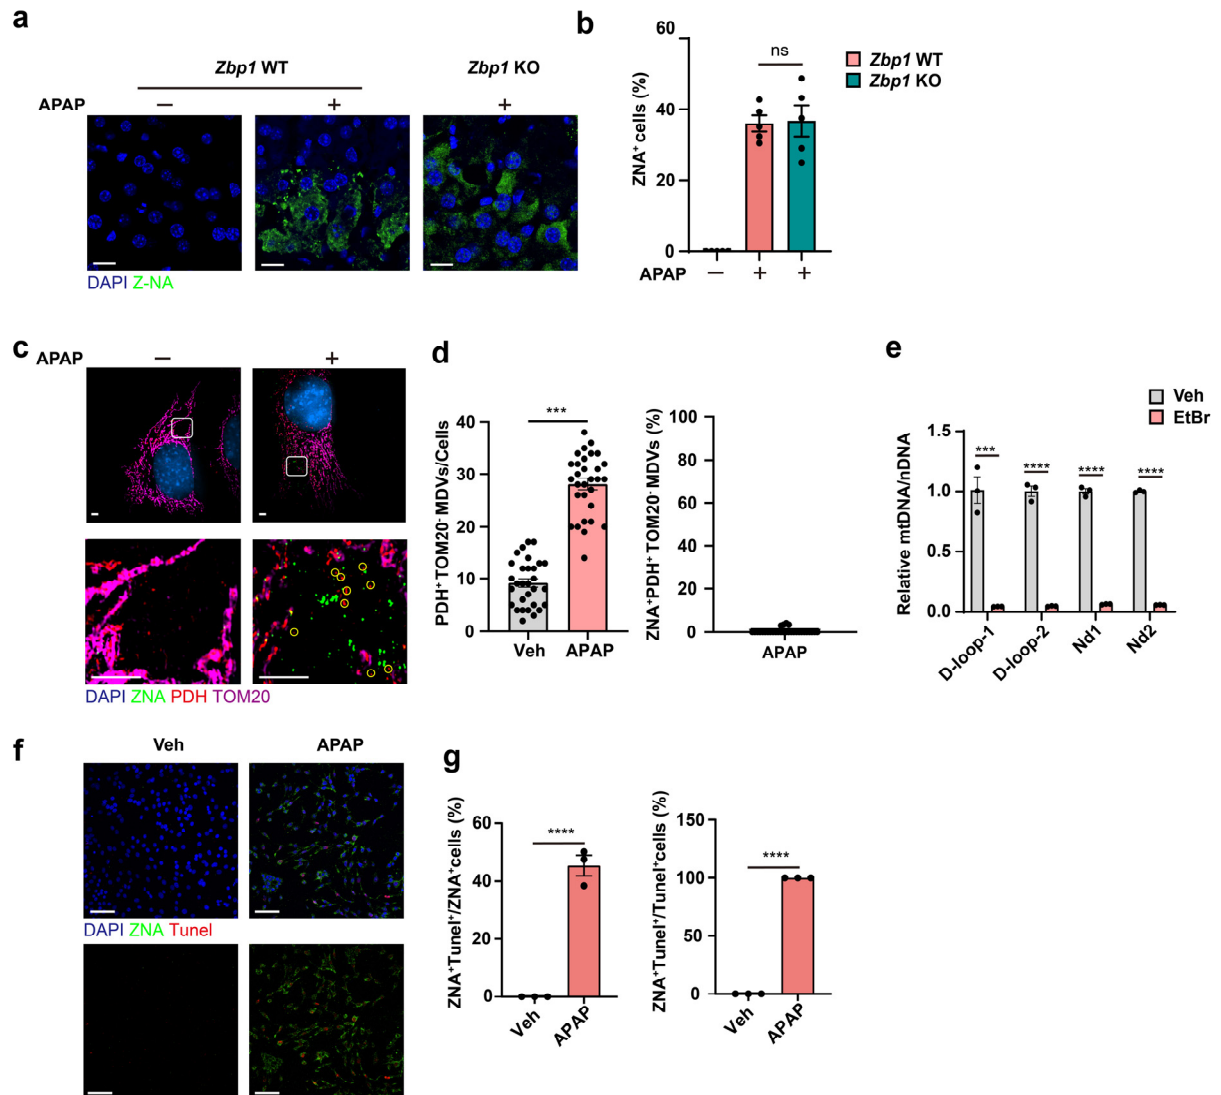 a
Zbp1 WT
Zbp1 KO
APAP
— + +
DAPI Z-NA
b
ZNA⁺ cells (%)
60
40
20
0
ns
Zbp1 WT
Zbp1 KO
APAP — + +
c
APAP — +
DAPI ZNA PDH TOM20
d
PDH⁺TOM20⁻ MDVs/Cells
40
30
20
10
0
***
Veh APAP
ZNA⁺PDH⁺TOM20⁻ MDVs (%)
100
80
60
40
20
0
APAP
e
Veh
EtBr
Relative mtDNA/nDNA
1.5
1.0
0.5
0.0
*** **** **** ****
D-loop-1 D-loop-2 Nd1 Nd2
f
Veh APAP
DAPI ZNA Tunel
g
ZNA⁺Tunel⁺/ZNA⁺cells (%)
60
40
20
0
****
Veh APAP
ZNA⁺Tunel⁺/Tunel⁺cells (%)
150
100
50
0
****
Veh APAP